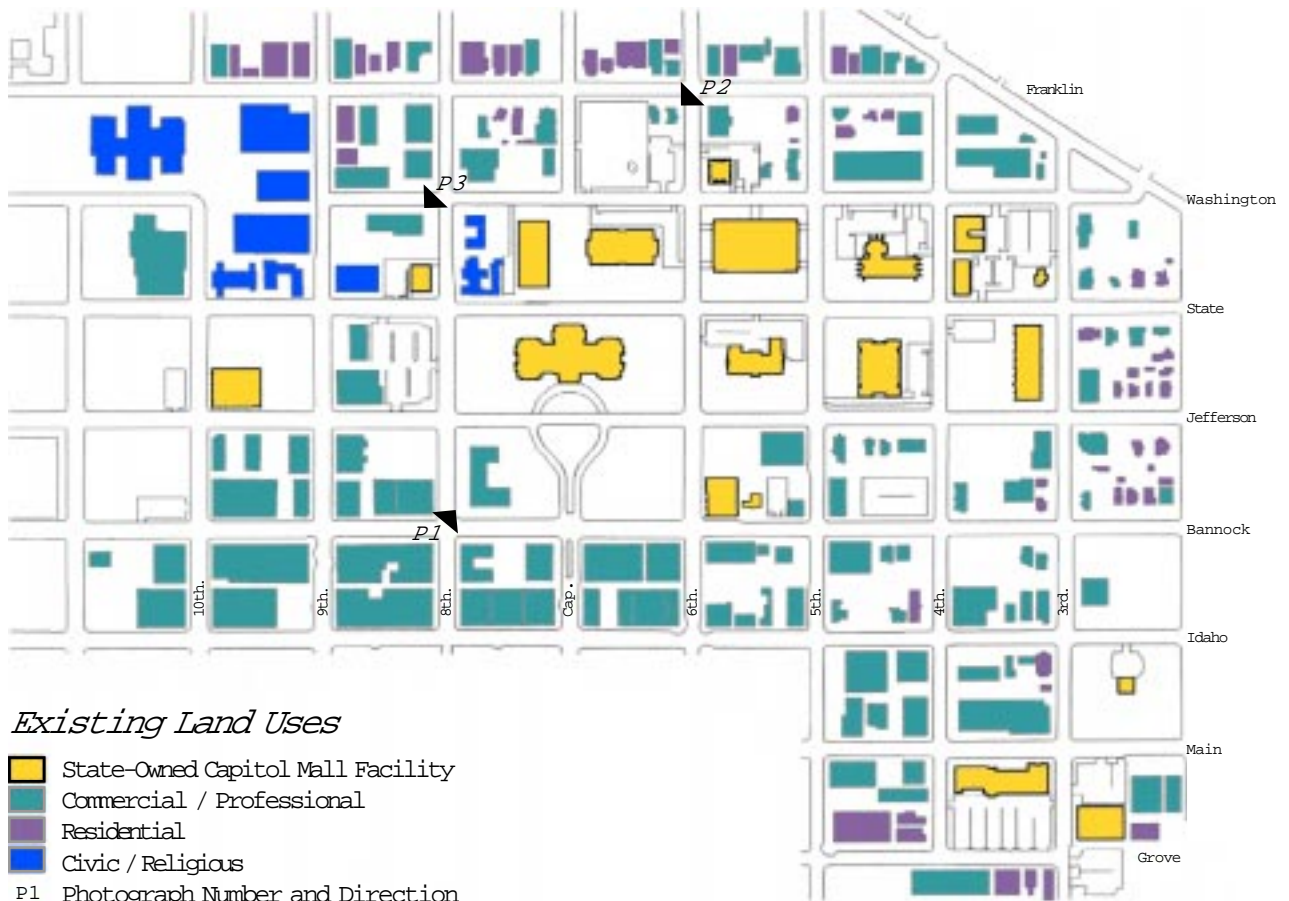 P2
Franklin
P3
Washington
State
Jefferson
P1
Bannock
10th.
9th.
8th.
Cap.
6th.
5th.
4th.
3rd.
Idaho
Existing Land Uses
Main
State-Owned Capitol Mall Facility
Commercial / Professional
Residential
Civic / Religious
Grove
P1 Photograph Number and Direction